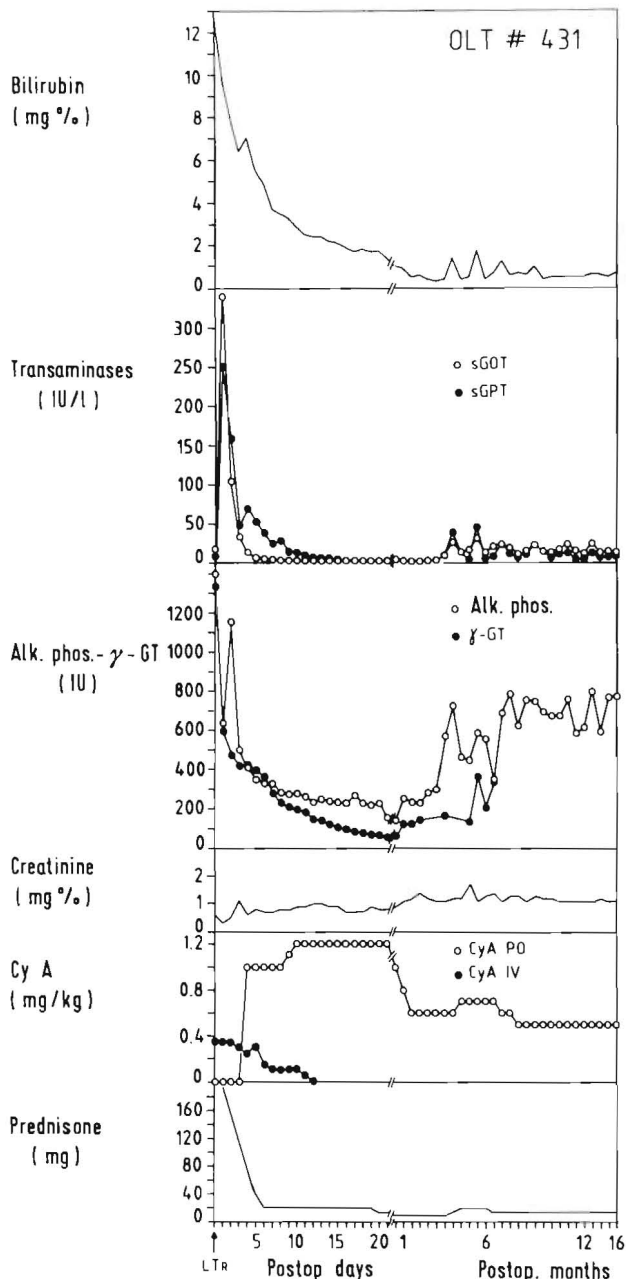 OLT # 431
Bilirubin
( mg % )
12
10
8
6
4
2
0
Transaminases
( IU/l )
300
250
200
150
100
50
0
sGOT
sGPT
Alk. phos.- γ - GT
( IU )
1200
1000
800
600
400
200
0
Alk. phos.
γ-GT
Creatinine
( mg % )
2
1
0
Cy A
( mg/kg )
1.2
0.4
0
CyA PO
CyA IV
Prednisone
( mg )
160
120
80
40
0
5 10 15 20 1 6 12 16
LTR Postop days Postop. months